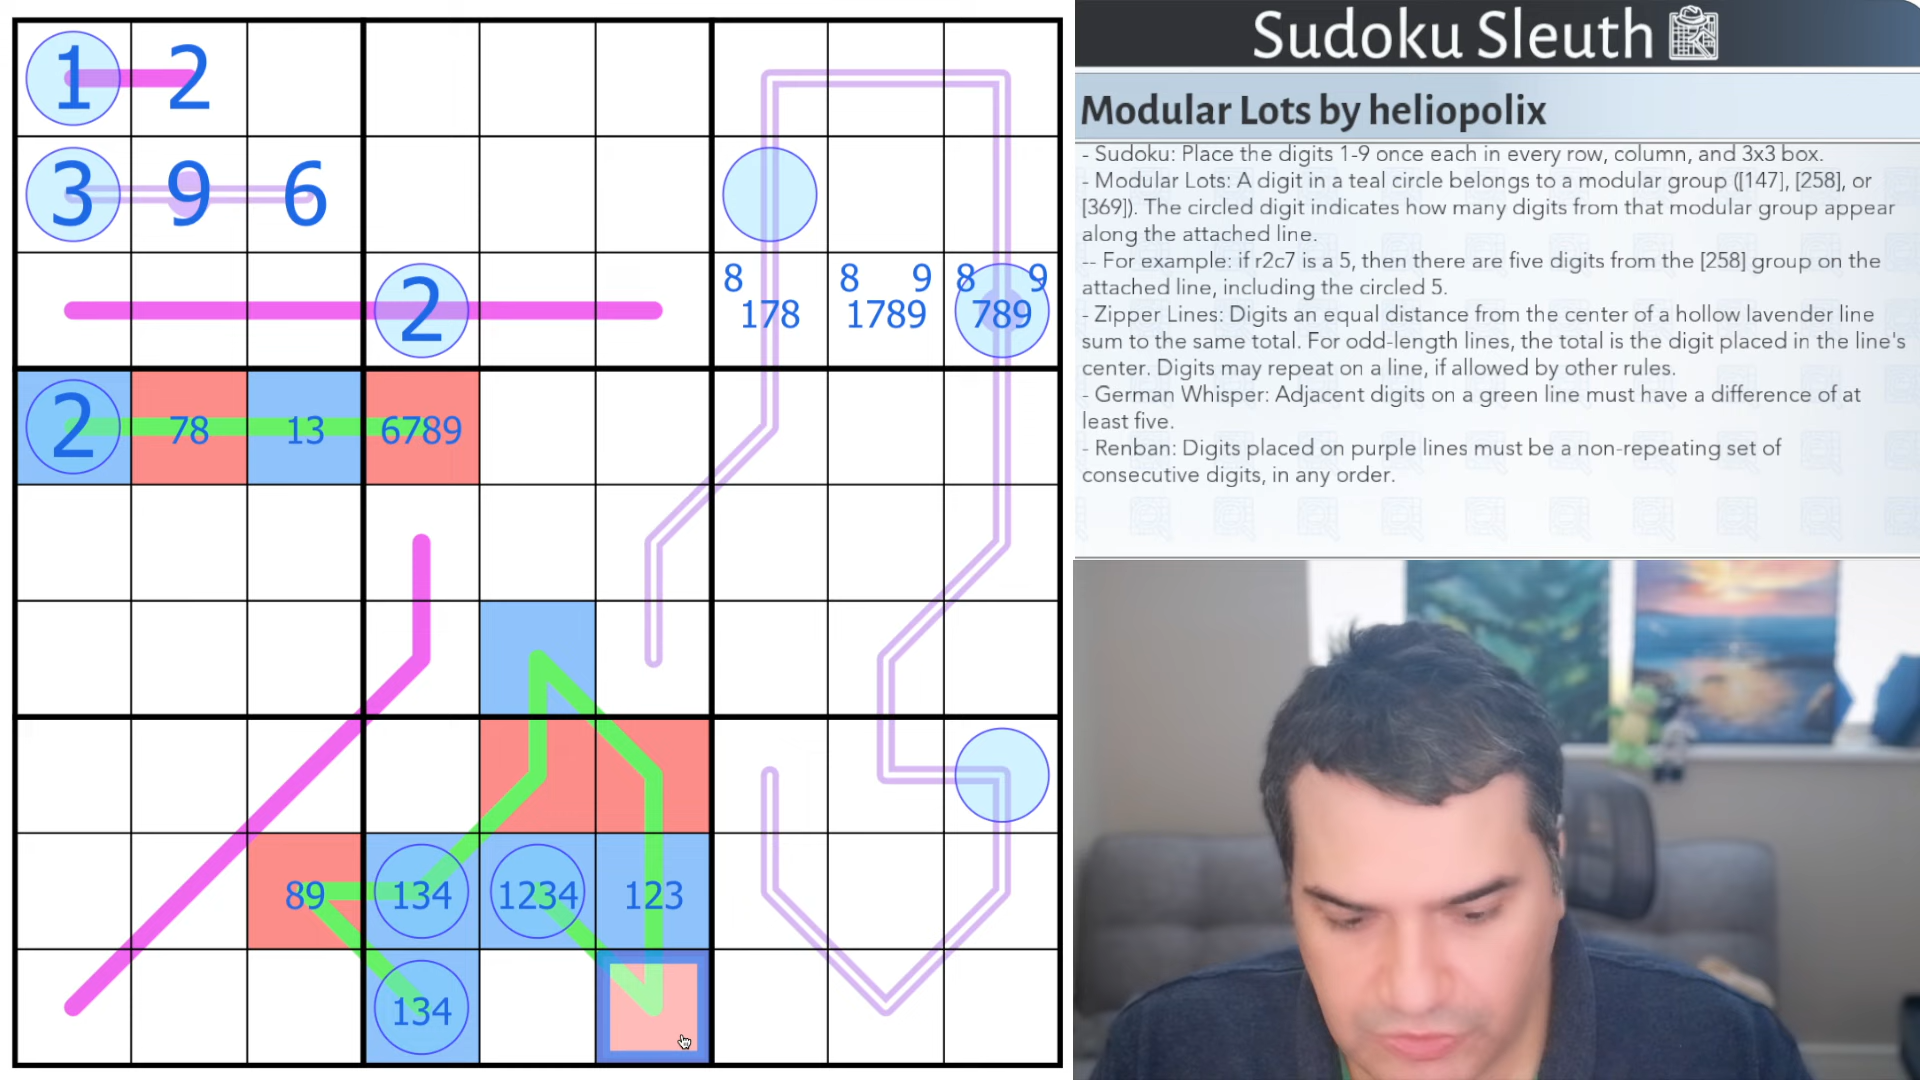 Sudoku Sleuth
Modular Lots by heliopolix
- Sudoku: Place the digits 1-9 once each in every row, column, and 3x3 box.
- Modular Lots: A digit in a teal circle belongs to a modular group ([147], [258], or
[369]). The circled digit indicates how many digits from that modular group appear
along the attached line.
-- For example: if r2c7 is a 5, then there are five digits from the [258] group on the
attached line, including the circled 5.
- Zipper Lines: Digits an equal distance from the center of a hollow lavender line
sum to the same total. For odd-length lines, the total is the digit placed in the line's
center. Digits may repeat on a line, if allowed by other rules.
- German Whisper: Adjacent digits on a green line must have a difference of at
least five.
- Renban: Digits placed on purple lines must be a non-repeating set of
consecutive digits, in any order.
1 2
3 9 6
8 8 9 8 9
2 178 1789 789
2 78 13 6789
89 134 1234 123
134